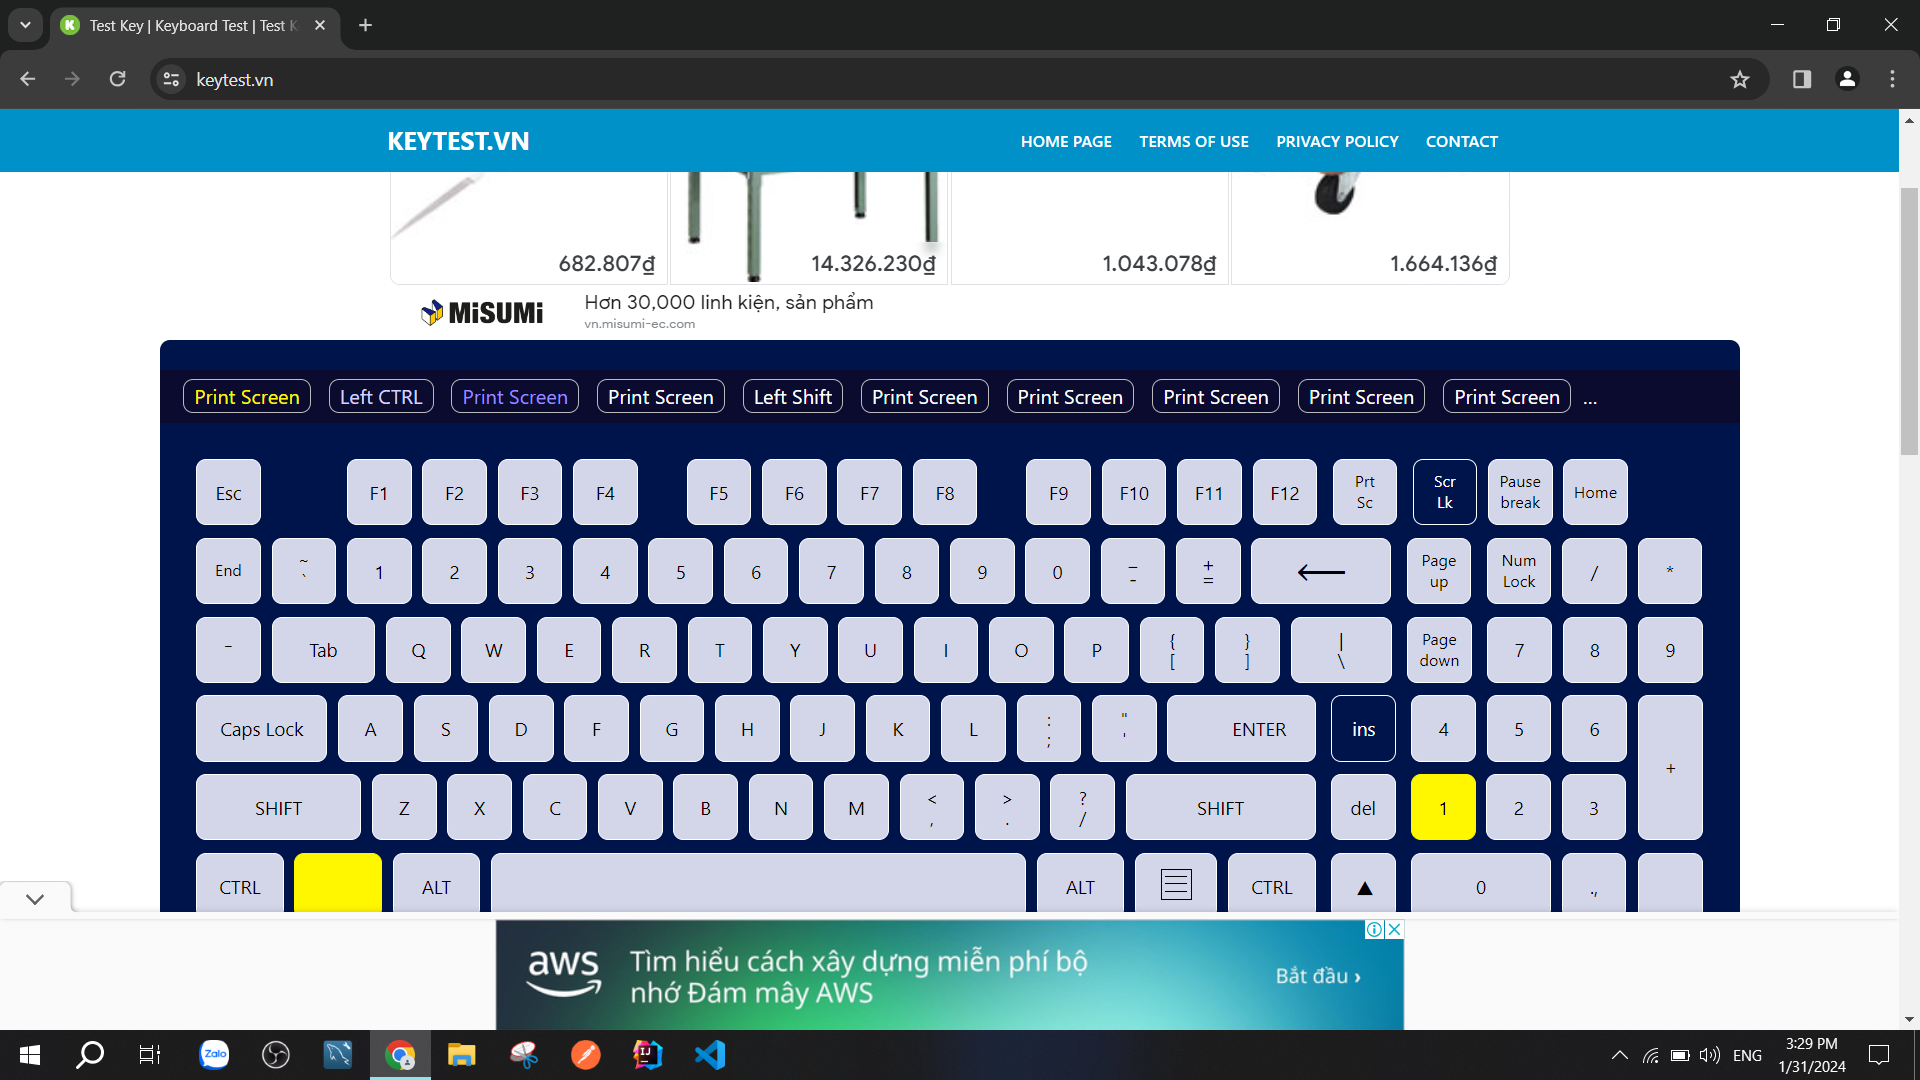 Test Key | Keyboard Test | Test K
keytest.vn
KEYTEST.VN
HOME PAGE TERMS OF USE PRIVACY POLICY CONTACT
682.807₫ 14.326.230₫ 1.043.078₫ 1.664.136₫
MiSUMi
Hơn 30,000 linh kiện, sản phẩm
vn.misumi-ec.com
Print Screen Left CTRL Print Screen Print Screen Left Shift Print Screen Print Screen Print Screen Print Screen Print Screen ...
Esc F1 F2 F3 F4 F5 F6 F7 F8 F9 F10 F11 F12 Prt Sc Scr Lk Pause break Home
End ~ ` 1 2 3 4 5 6 7 8 9 0 _ - + = ⟵ Page up Num Lock / *
- Tab Q W E R T Y U I O P { [ } ] | \ Page down 7 8 9
Caps Lock A S D F G H J K L : ; " ' ENTER ins 4 5 6 +
SHIFT Z X C V B N M < , > . ? / SHIFT del 1 2 3
CTRL ALT ALT CTRL ▲ 0 .,
aws
Tìm hiểu cách xây dựng miễn phí bộ
nhớ Đám mây AWS
Bắt đầu ›
Zalo
IJ
ENG
3:29 PM
1/31/2024